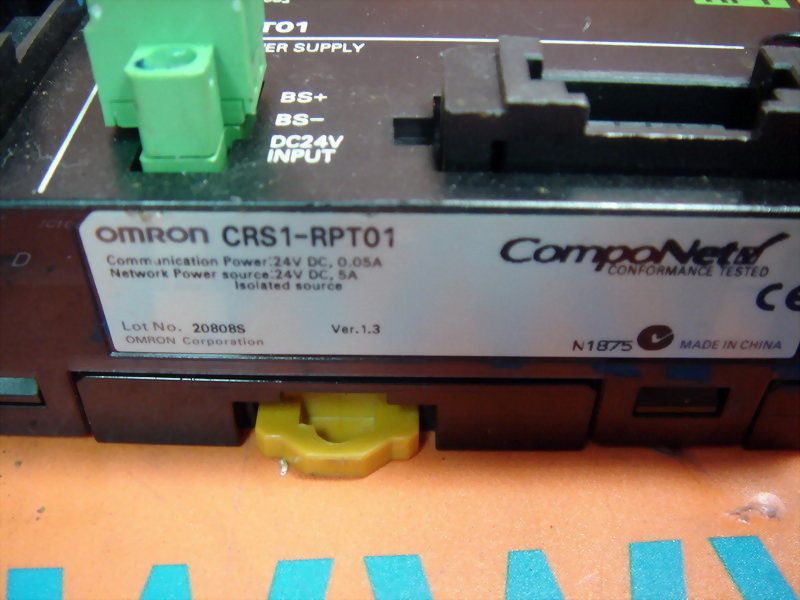 RPT
T01
ER SUPPLY
BS+
BS-
DC24V
INPUT
D
OMRON CRS1-RPT01
Communication Power:24V DC, 0.05A
Network Power source:24V DC, 5A
Isolated source
CompoNet
CONFORMANCE TESTED
CE
Lot No. 20808S Ver.1.3
OMRON Corporation
N1875 MADE IN CHINA